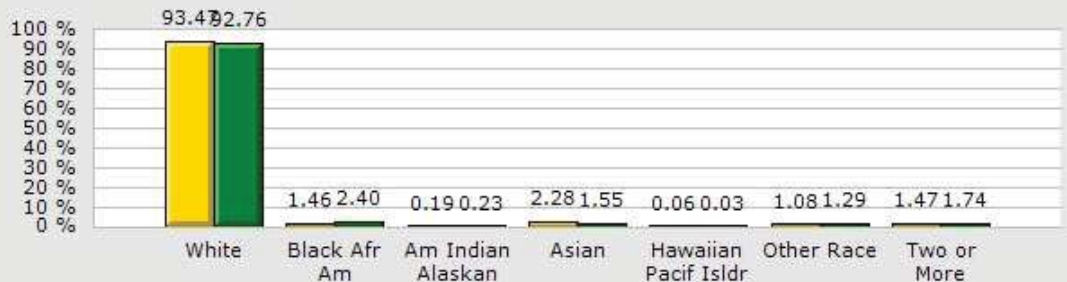 93.47 92.76
100 %
90 %
80 %
70 %
60 %
50 %
40 %
30 %
20 %
10 %
0 %
1.46 2.40
0.19 0.23
2.28 1.55
0.06 0.03
1.08 1.29
1.47 1.74
White
Black Afr
Am
Am Indian
Alaskan
Asian
Hawaiian
Pacif Isldr
Other Race
Two or
More